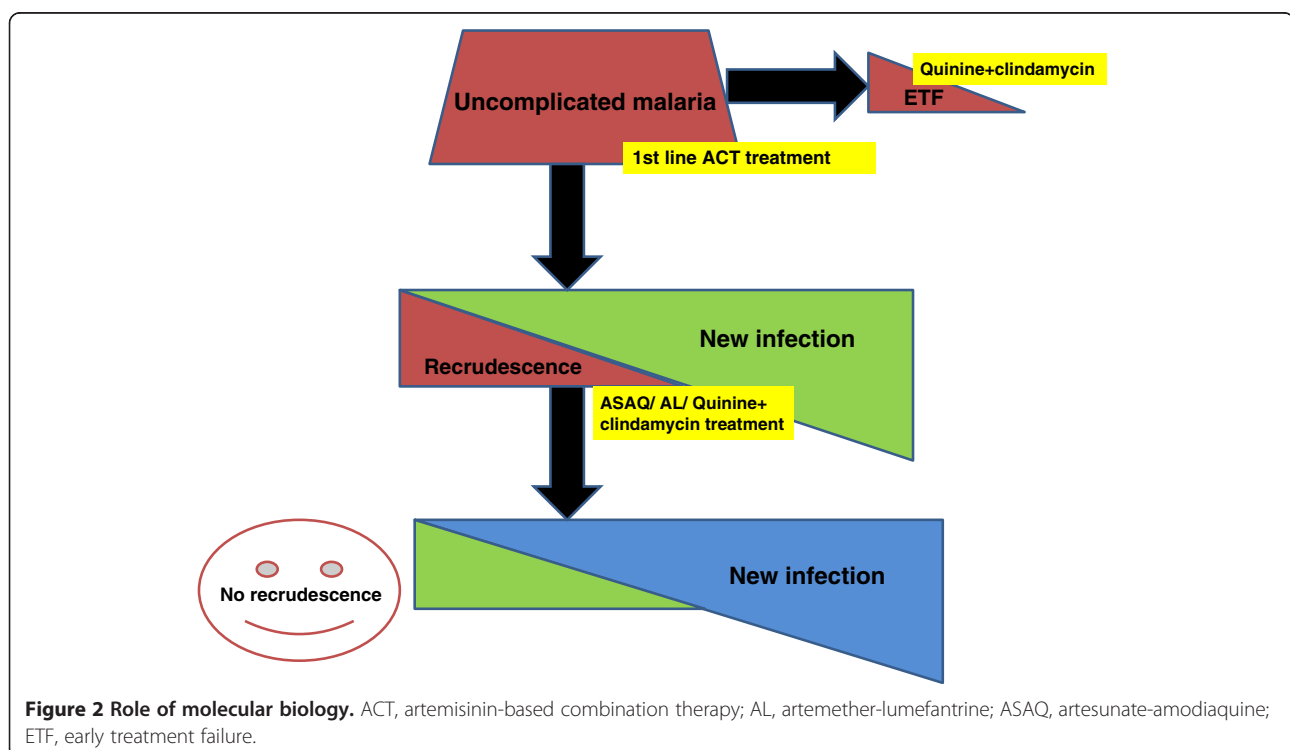 Quinine+clindamycin
Uncomplicated malaria
ETF
1st line ACT treatment
New infection
Recrudescence
ASAQ/ AL/ Quinine+
clindamycin treatment
New infection
No recrudescence
Figure 2 Role of molecular biology. ACT, artemisinin-based combination therapy; AL, artemether-lumefantrine; ASAQ, artesunate-amodiaquine;
ETF, early treatment failure.